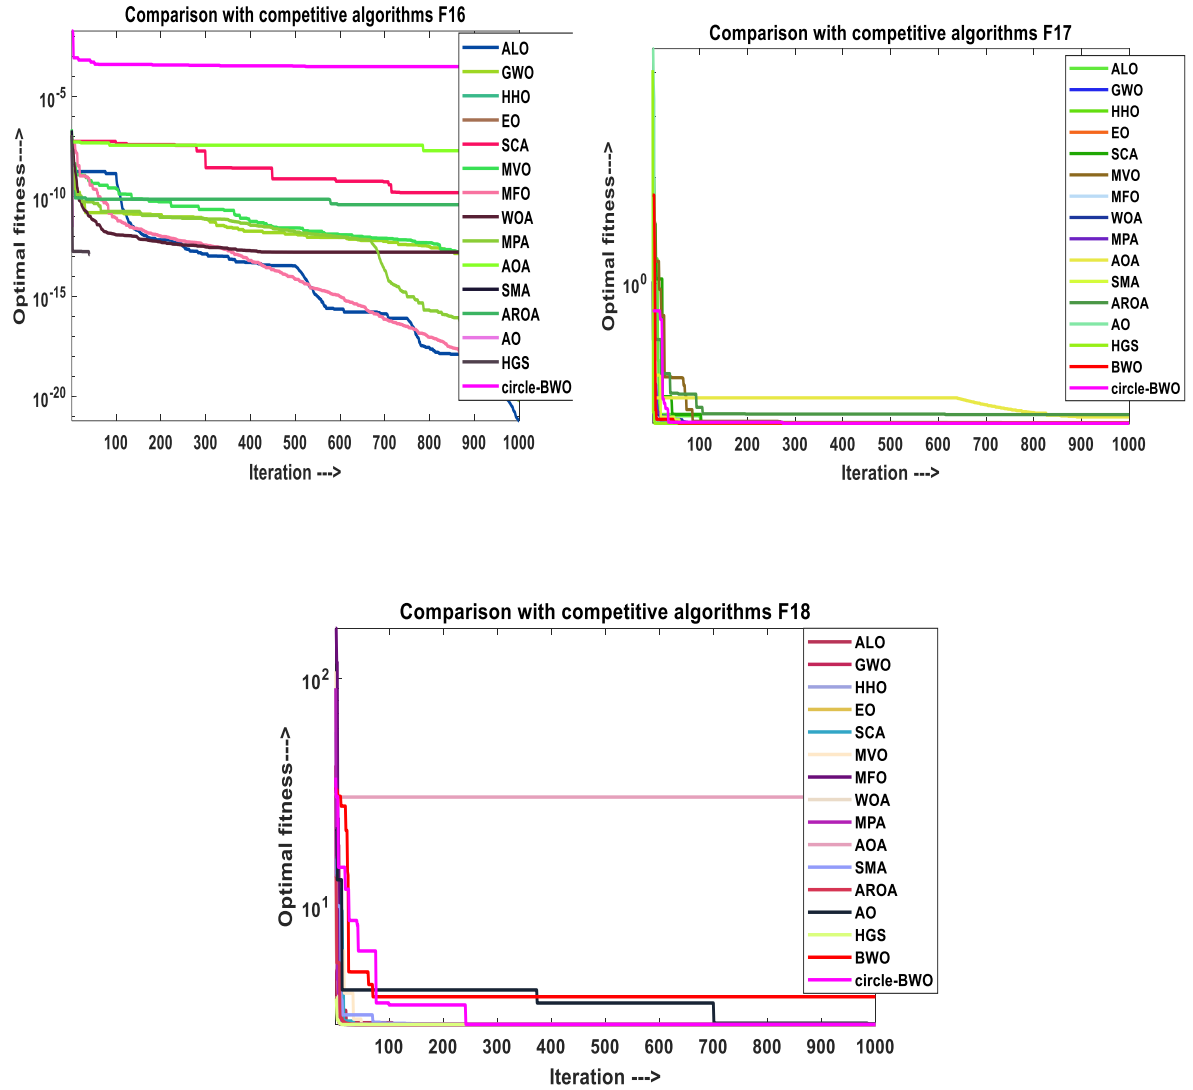 Comparison with competitive algorithms F16
Optimal fitness---->
10^-5
10^-10
10^-15
10^-20
100 200 300 400 500 600 700 800 900 1000
Iteration --->
ALO
GWO
HHO
EO
SCA
MVO
MFO
WOA
MPA
AOA
SMA
AROA
AO
HGS
circle-BWO
Comparison with competitive algorithms F17
Optimal fitness---->
10^0
100 200 300 400 500 600 700 800 900 1000
Iteration --->
ALO
GWO
HHO
EO
SCA
MVO
MFO
WOA
MPA
AOA
SMA
AROA
AO
HGS
BWO
circle-BWO
Comparison with competitive algorithms F18
Optimal fitness---->
10^2
10^1
100 200 300 400 500 600 700 800 900 1000
Iteration --->
ALO
GWO
HHO
EO
SCA
MVO
MFO
WOA
MPA
AOA
SMA
AROA
AO
HGS
BWO
circle-BWO